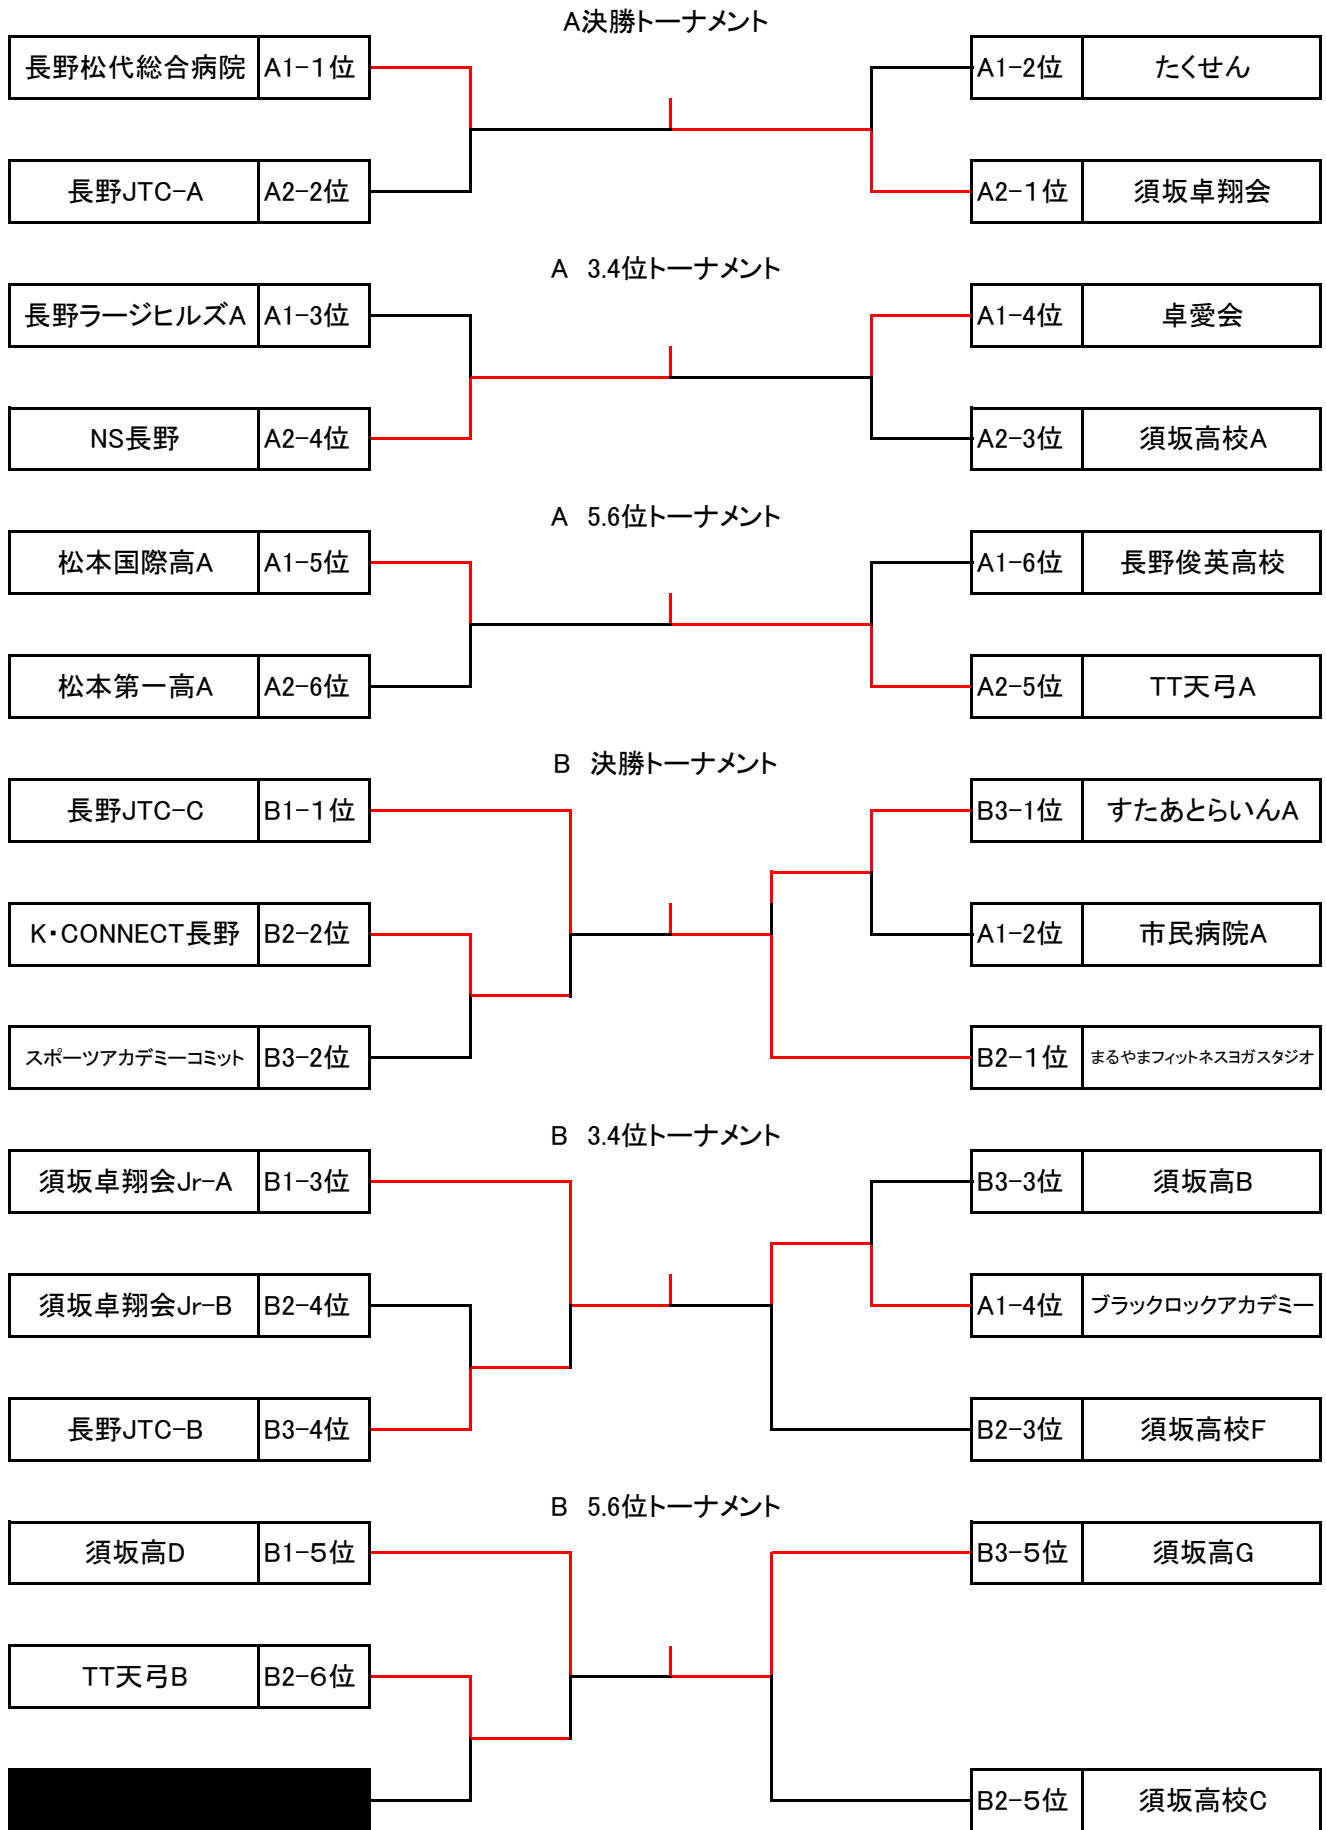 A決勝トーナメント
長野松代総合病院 A1-1位 A1-2位 たくせん
長野JTC-A A2-2位 A2-1位 須坂卓翔会
A 3.4位トーナメント
長野ラージヒルズA A1-3位 A1-4位 卓愛会
NS長野 A2-4位 A2-3位 須坂高校A
A 5.6位トーナメント
松本国際高A A1-5位 A1-6位 長野俊英高校
松本第一高A A2-6位 A2-5位 TT天弓A
B 決勝トーナメント
長野JTC-C B1-1位 B3-1位 すたあとらいんA
K・CONNECT長野 B2-2位 A1-2位 市民病院A
スポーツアカデミーコミット B3-2位 B2-1位 まるやまフィットネスヨガスタジオ
B 3.4位トーナメント
須坂卓翔会Jr-A B1-3位 B3-3位 須坂高B
須坂卓翔会Jr-B B2-4位 A1-4位 ブラックロックアカデミー
長野JTC-B B3-4位 B2-3位 須坂高校F
B 5.6位トーナメント
須坂高D B1-5位 B3-5位 須坂高G
TT天弓B B2-6位
B2-5位 須坂高校C